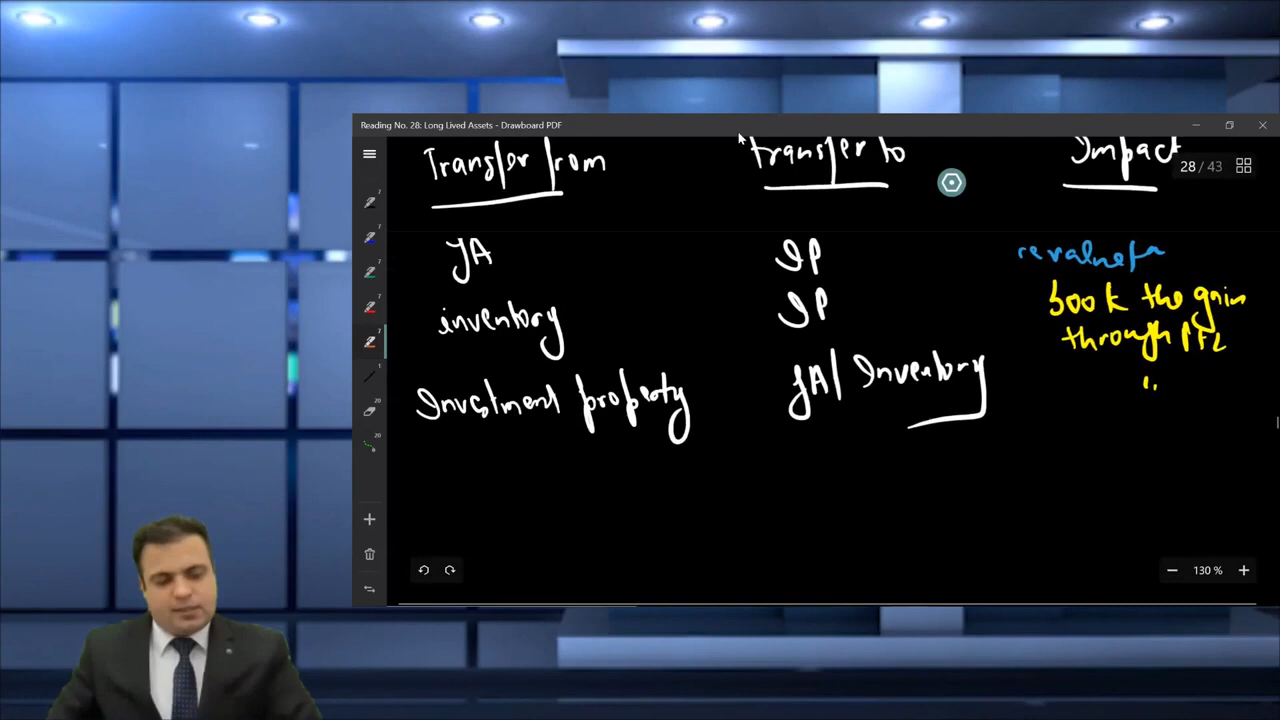 Reading No. 28: Long Lived Assets - Drawboard PDF
Transfer from transfer to Impact
28 / 43
FA IP
inventory IP book the gain
through P&L
Investment property FA/ Inventory
130 %